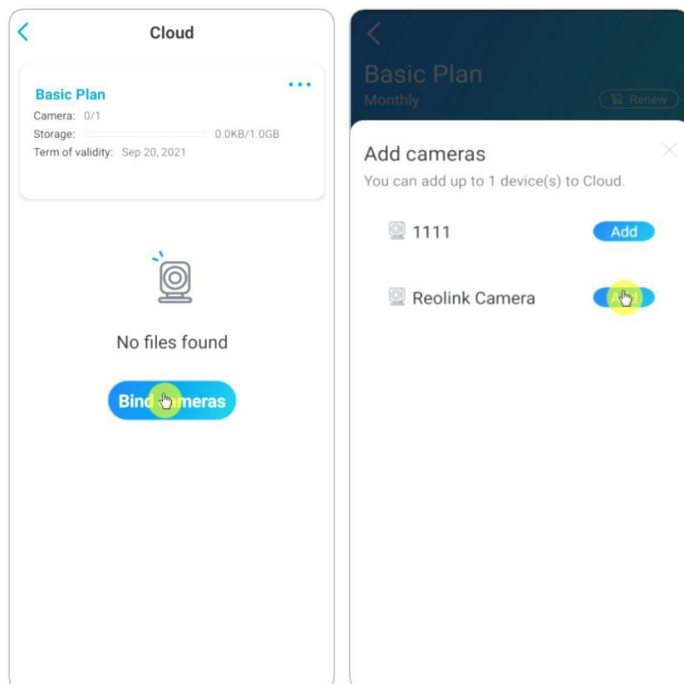 Cloud
Basic Plan
Camera: 0/1
Storage: 0.0KB/1.0GB
Term of validity: Sep 20, 2021
No files found
Bind Cameras
Basic Plan
Monthly
Renew
Add cameras
You can add up to 1 device(s) to Cloud.
1111 Add
Reolink Camera